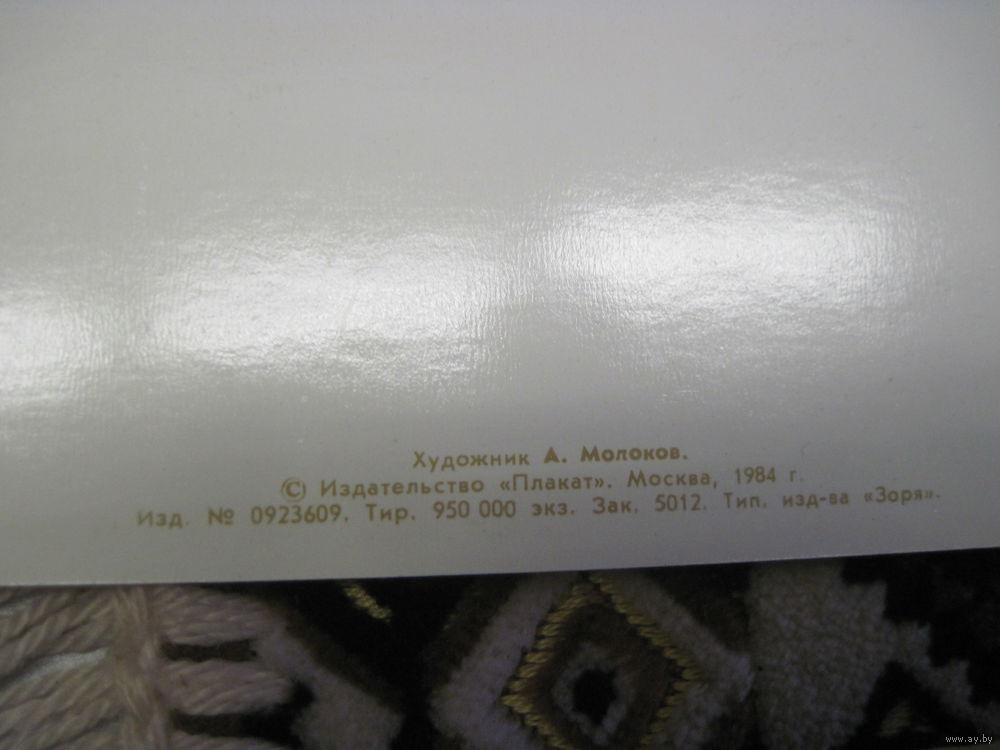 Художник А. Молоков.
© Издательство «Плакат». Москва, 1984 г.
Изд. № 0923609. Тир. 950 000 экз. Зак. 5012. Тип. изд-ва «Зоря».
www.ay.by